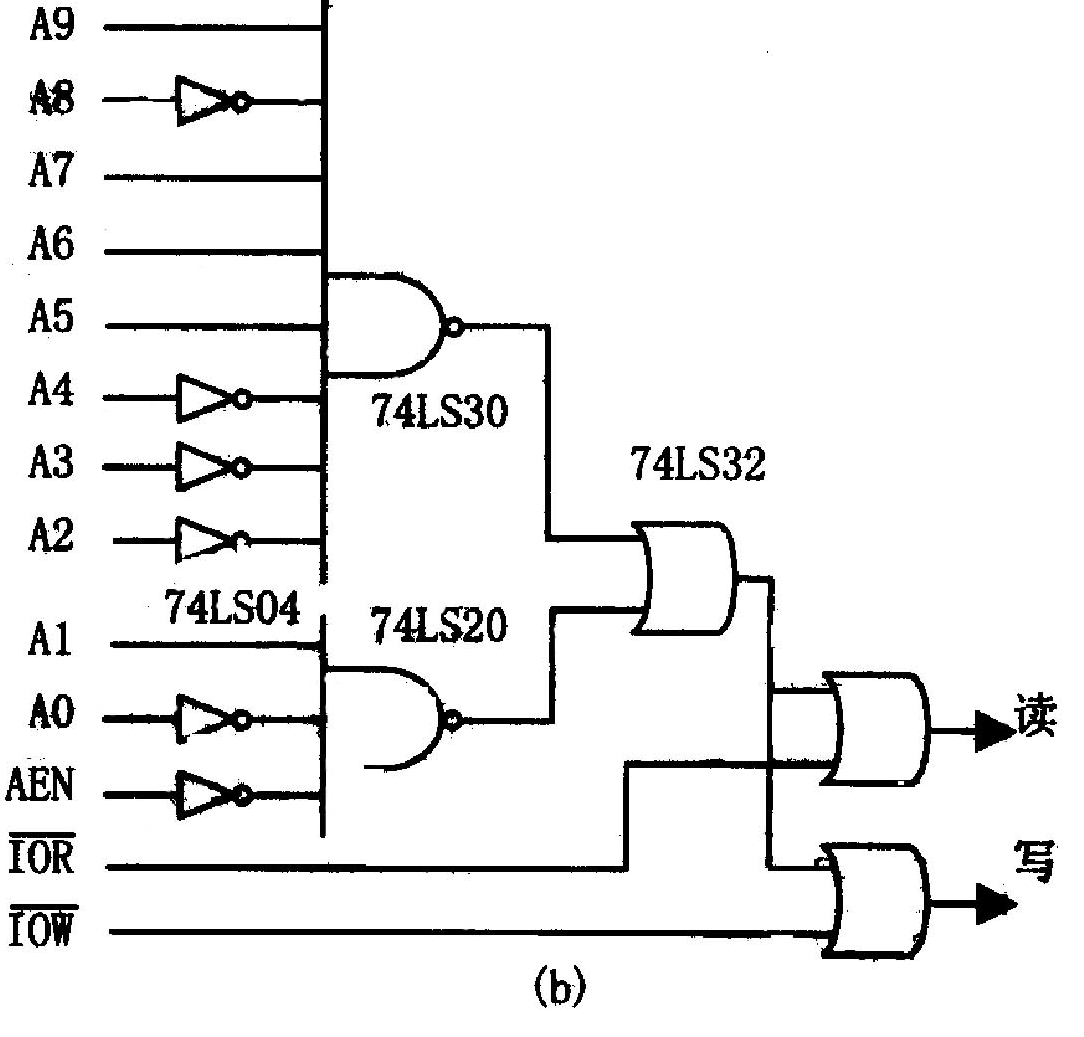 A9
A8
A7
A6
A5
A4
74LS30
74LS32
A3
A2
74LS04
74LS20
A1
A0
读
AEN
IOR
写
IOW
(b)